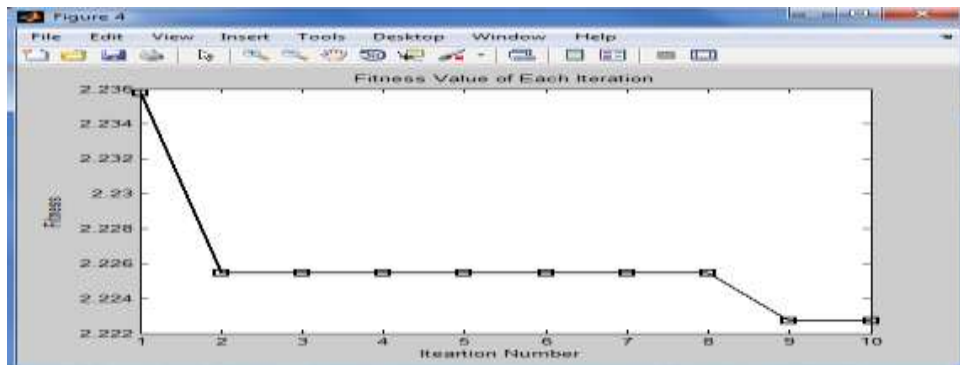 Figure 4
File Edit View Insert Tools Desktop Window Help
Fitness Value of Each Iteration
2.236
2.234
2.232
2.23
2.228
2.226
2.224
2.222
Fitness
1 2 3 4 5 6 7 8 9 10
Iteartion Number